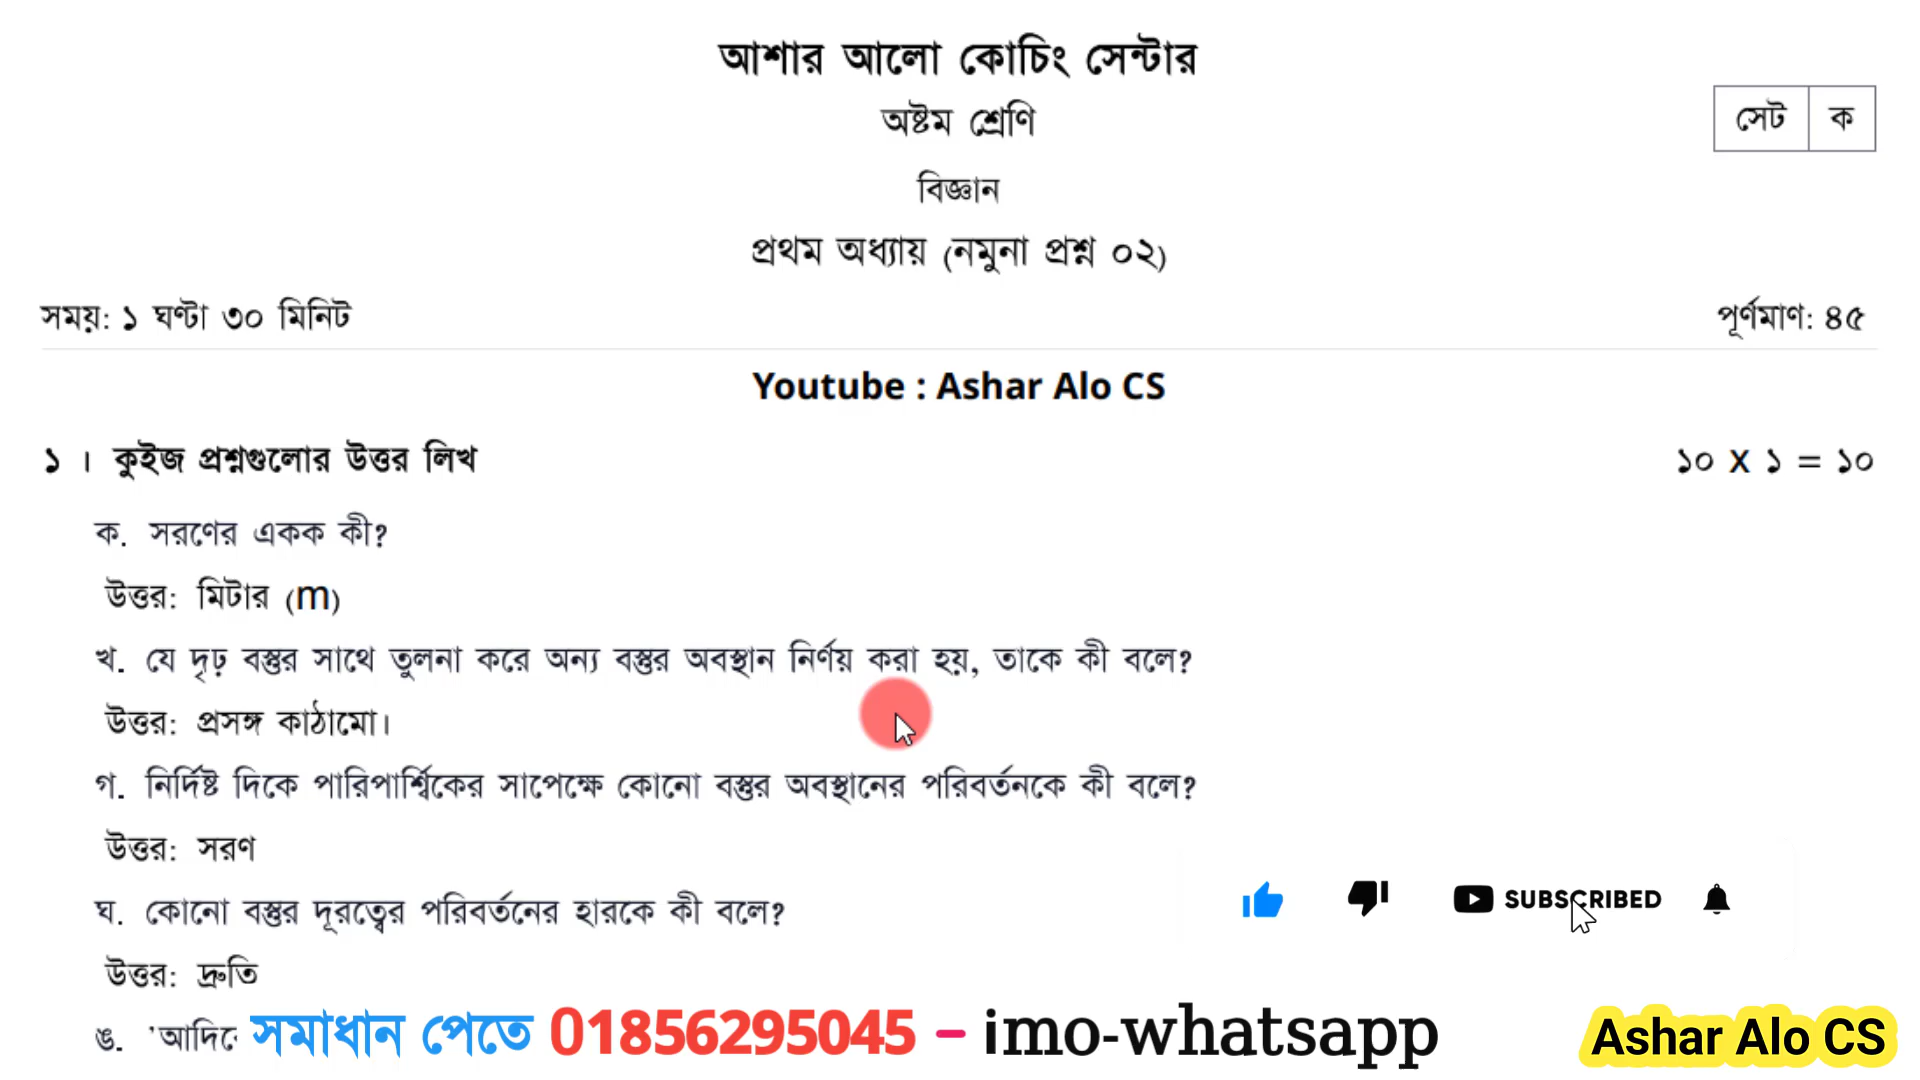 আশার আলো কোচিং সেন্টার
অষ্টম শ্রেণি
সেট ক
বিজ্ঞান
প্রথম অধ্যায় (নমুনা প্রশ্ন ০২)
সময়: ১ ঘণ্টা ৩০ মিনিট পূর্ণমাণ: ৪৫
Youtube : Ashar Alo CS
১ । কুইজ প্রশ্নগুলোর উত্তর লিখ ১০ x ১ = ১০
ক. সরণের একক কী?
উত্তর: মিটার (m)
খ. যে দৃঢ় বস্তুর সাথে তুলনা করে অন্য বস্তুর অবস্থান নির্ণয় করা হয়, তাকে কী বলে?
উত্তর: প্রসঙ্গ কাঠামো।
গ. নির্দিষ্ট দিকে পারিপার্শ্বিকের সাপেক্ষে কোনো বস্তুর অবস্থানের পরিবর্তনকে কী বলে?
উত্তর: সরণ
SUBSCRIBED
ঘ. কোনো বস্তুর দূরত্বের পরিবর্তনের হারকে কী বলে?
উত্তর: দ্রুতি
ঙ.
সমাধান পেতে 01856295045 – imo-whatsapp
Ashar Alo CS